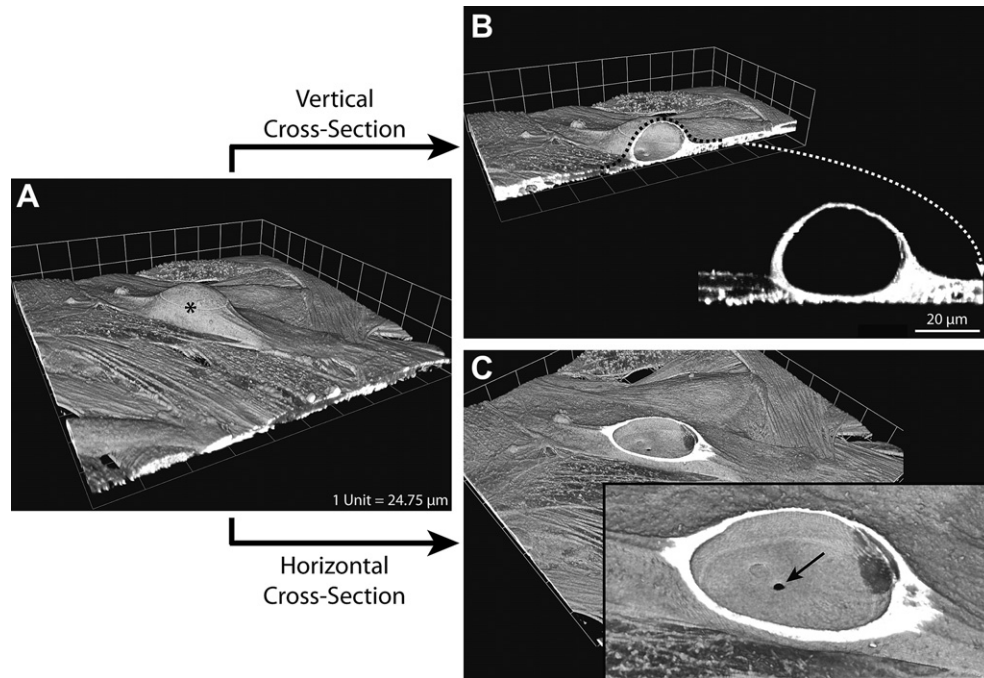 Vertical
Cross-Section
A
*
1 Unit = 24.75 µm
B
20 µm
C
Horizontal
Cross-Section